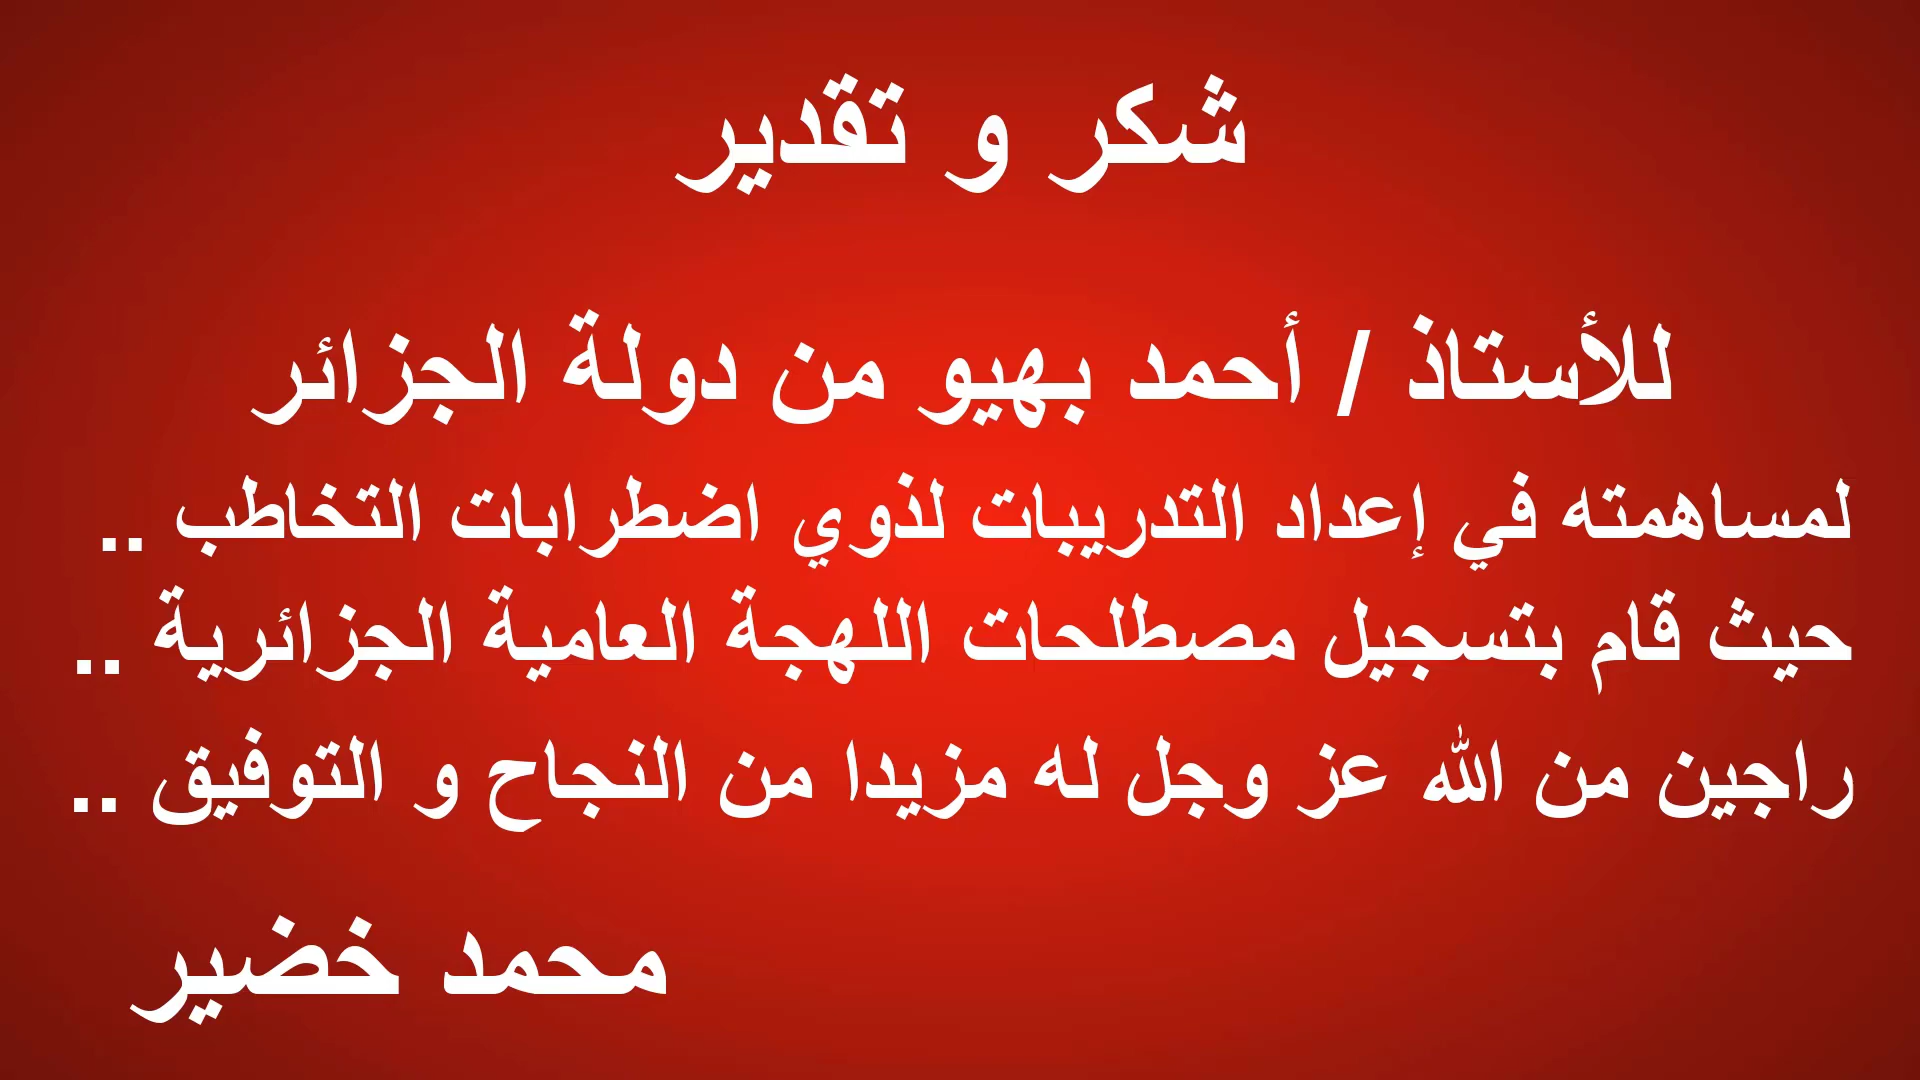 شكر و تقدير
للأستاذ / أحمد بهيو من دولة الجزائر
لمساهمته في إعداد التدريبات لذوي اضطرابات التخاطب ..
حيث قام بتسجيل مصطلحات اللهجة العامية الجزائرية ..
راجين من الله عز وجل له مزيدا من النجاح و التوفيق ..
محمد خضير